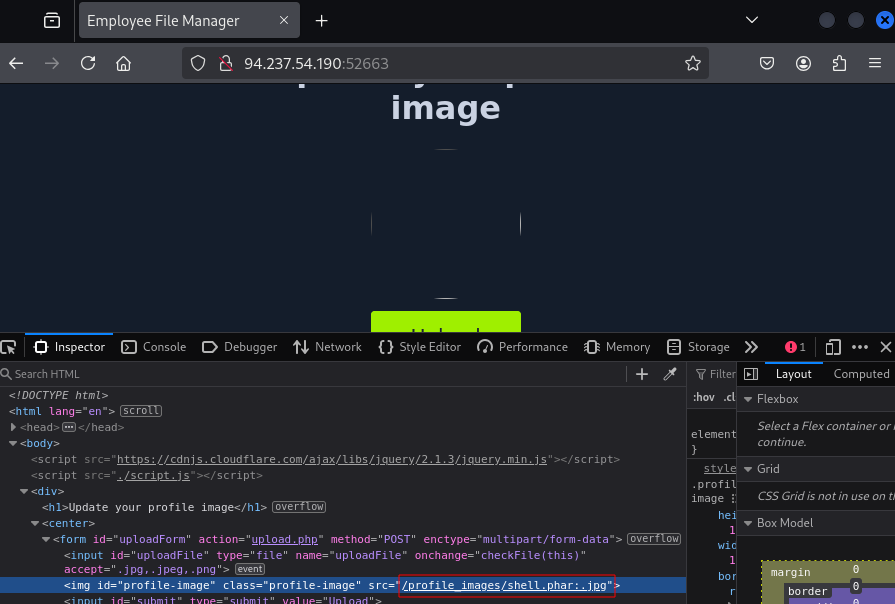 Employee File Manager
94.237.54.190:52663
image
Inspector Console Debugger Network Style Editor Performance Memory Storage 1
Search HTML
Filter
Layout Computed
<!DOCTYPE html>
<html lang="en"> scroll
<head> ••• </head>
<body>
<script src="https://cdnjs.cloudflare.com/ajax/libs/jquery/2.1.3/jquery.min.js"></script>
<script src="./script.js"></script>
<div>
<h1>Update your profile image</h1> overflow
<center>
<form id="uploadForm" action="upload.php" method="POST" enctype="multipart/form-data"> overflow
<input id="uploadFile" type="file" name="uploadFile" onchange="checkFile(this)"
accept=".jpg,.jpeg,.png"> event
<img id="profile-image" class="profile-image" src="/profile_images/shell.phar:.jpg">
<input id="submit" type="submit" value="Upload">
:hov .cl
element
}
style
.profil
image
hei
1
wid
1
bor
Flexbox
Select a Flex container or
continue.
Grid
CSS Grid is not in use on th
Box Model
margin 0
border 0
0